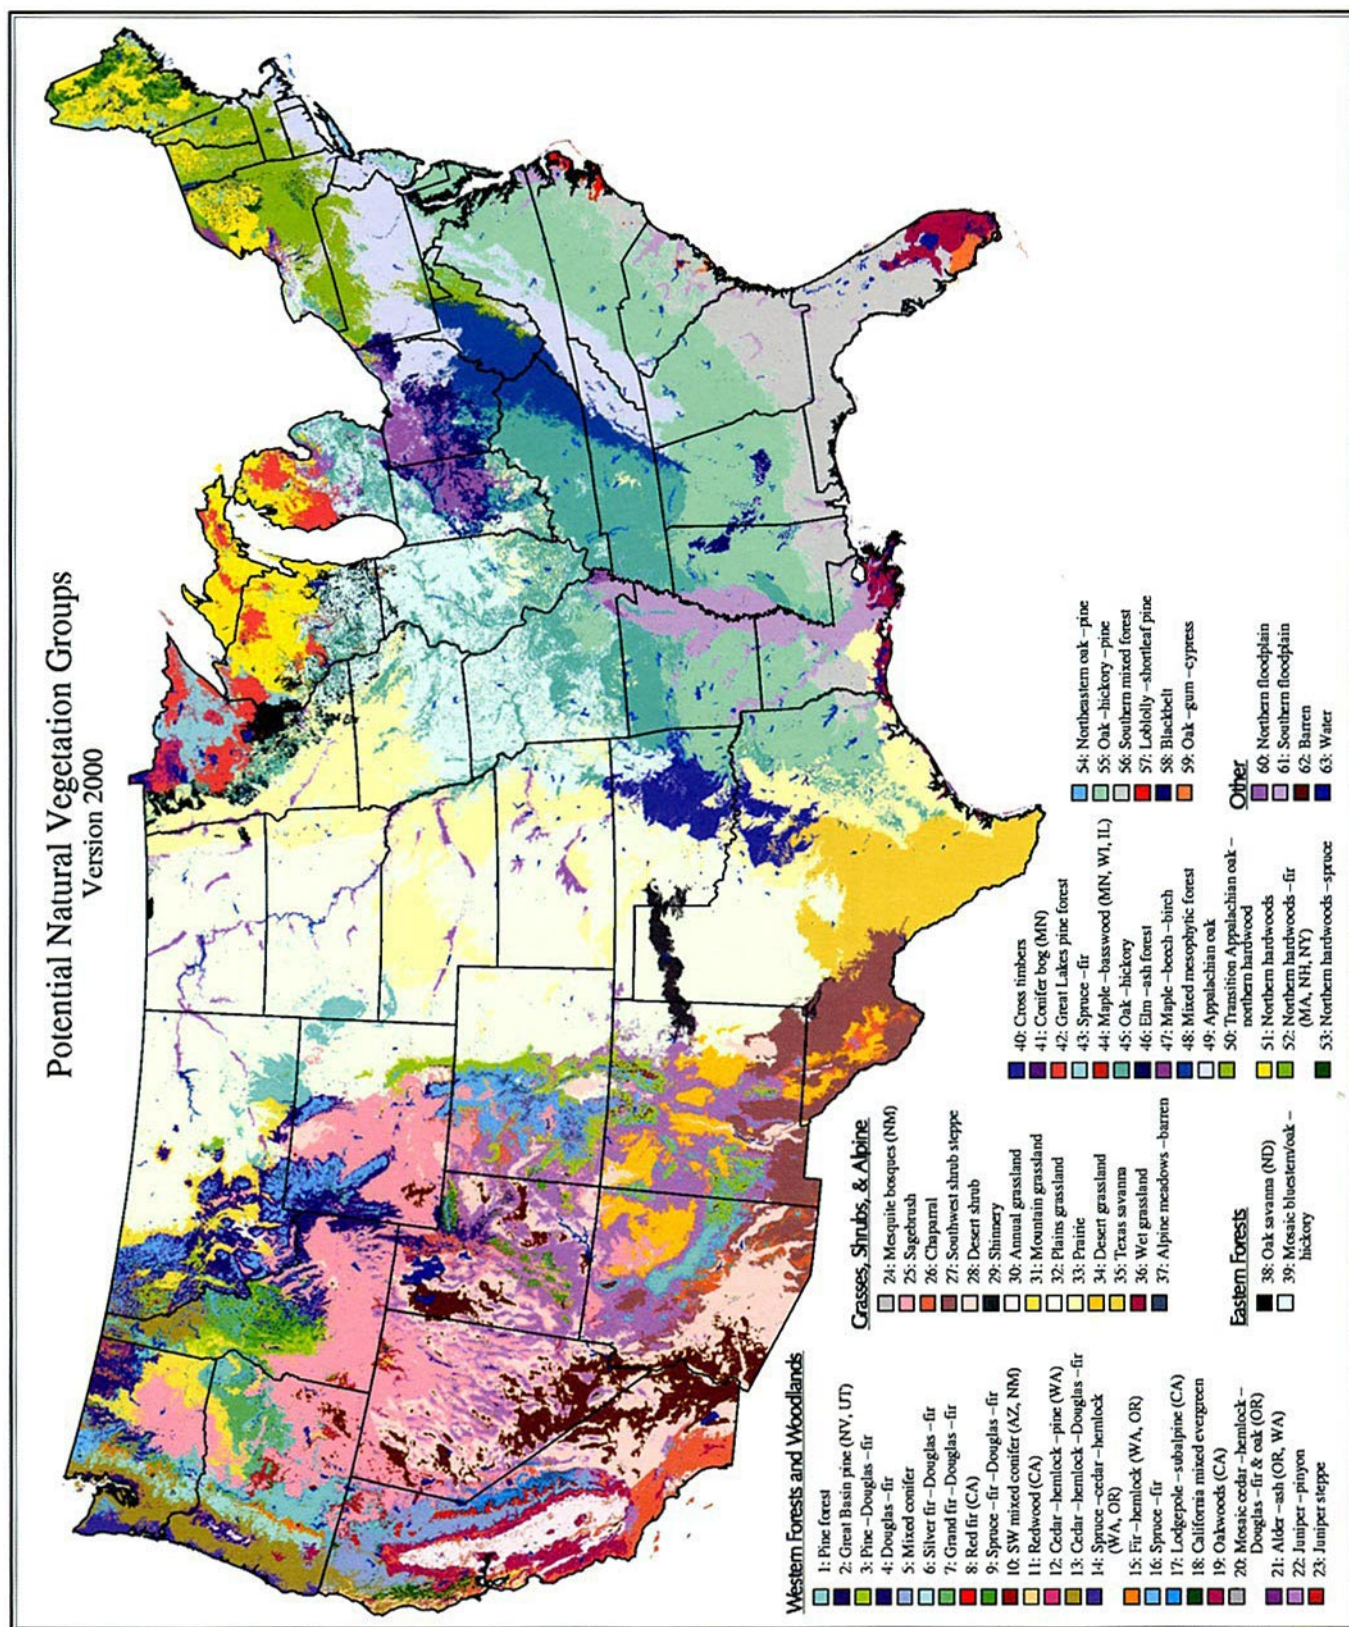 Potential Natural Vegetation Groups
Version 2000
Western Forests and Woodlands
1: Pine forest
2: Great Basin pine (NV, UT)
3: Pine–Douglas–fir
4: Douglas–fir
5: Mixed conifer
6: Silver fir–Douglas–fir
7: Grand fir–Douglas–fir
8: Red fir (CA)
9: Spruce–fir–Douglas–fir
10: SW mixed conifer (AZ, NM)
11: Redwood (CA)
12: Cedar–hemlock–pine (WA)
13: Cedar–hemlock–Douglas–fir
14: Spruce–cedar–hemlock
(WA, OR)
15: Fir–hemlock (WA, OR)
16: Spruce–fir
17: Lodgepole–subalpine (CA)
18: California mixed evergreen
19: Oakwoods (CA)
20: Mosaic cedar–hemlock–
Douglas–fir & oak (OR)
21: Alder–ash (OR, WA)
22: Juniper–pinyon
23: Juniper steppe
Grasses, Shrubs, & Alpine
24: Mesquite bosques (NM)
25: Sagebrush
26: Chaparral
27: Southwest shrub steppe
28: Desert shrub
29: Shinnery
30: Annual grassland
31: Mountain grassland
32: Plains grassland
33: Prairie
34: Desert grassland
35: Texas savanna
36: Wet grassland
37: Alpine meadows–barren
Eastern Forests
38: Oak savanna (ND)
39: Mosaic bluestem/oak–
hickory
40: Cross timbers
41: Conifer bog (MN)
42: Great Lakes pine forest
43: Spruce–fir
44: Maple–basswood (MN, WI, IL)
45: Oak–hickory
46: Elm–ash forest
47: Maple–beech–birch
48: Mixed mesophytic forest
49: Appalachian oak
50: Transition Appalachian oak–
northern hardwood
51: Northern hardwoods
52: Northern hardwoods–fir
(MA, NH, NY)
53: Northern hardwoods–spruce
54: Northeastern oak–pine
55: Oak–hickory–pine
56: Southern mixed forest
57: Loblolly–shortleaf pine
58: Blackbelt
59: Oak–gum–cypress
Other
60: Northern floodplain
61: Southern floodplain
62: Barren
63: Water